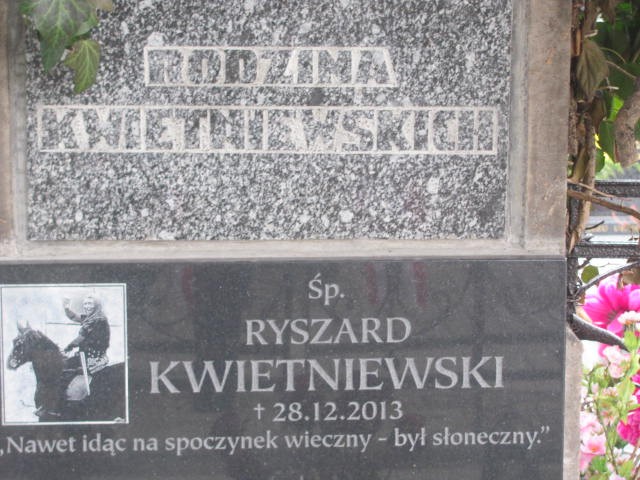 RODZINA
KWIETNIEWSKICH
Śp.
RYSZARD
KWIETNIEWSKI
† 28.12.2013
„Nawet idąc na spoczynek wieczny - był słoneczny.”